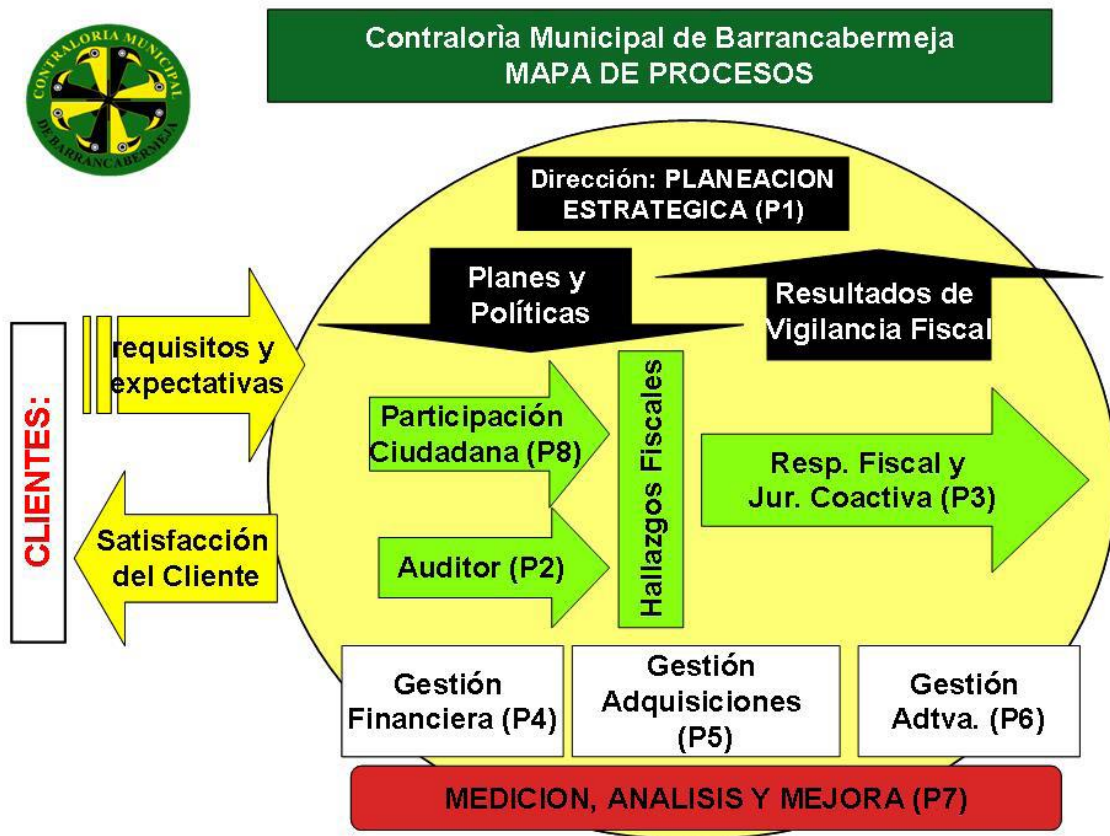 CONTRALORIA MUNICIPAL
DE BARRANCABERMEJA
Contralorìa Municipal de Barrancabermeja
MAPA DE PROCESOS
Dirección: PLANEACION
ESTRATEGICA (P1)
Planes y
Políticas
Resultados de
Vigilancia Fiscal
CLIENTES:
requisitos y
expectativas
Satisfacción
del Cliente
Participación
Ciudadana (P8)
Auditor (P2)
Hallazgos Fiscales
Resp. Fiscal y
Jur. Coactiva (P3)
Gestión
Financiera (P4)
Gestión
Adquisiciones
(P5)
Gestión
Adtva. (P6)
MEDICION, ANALISIS Y MEJORA (P7)